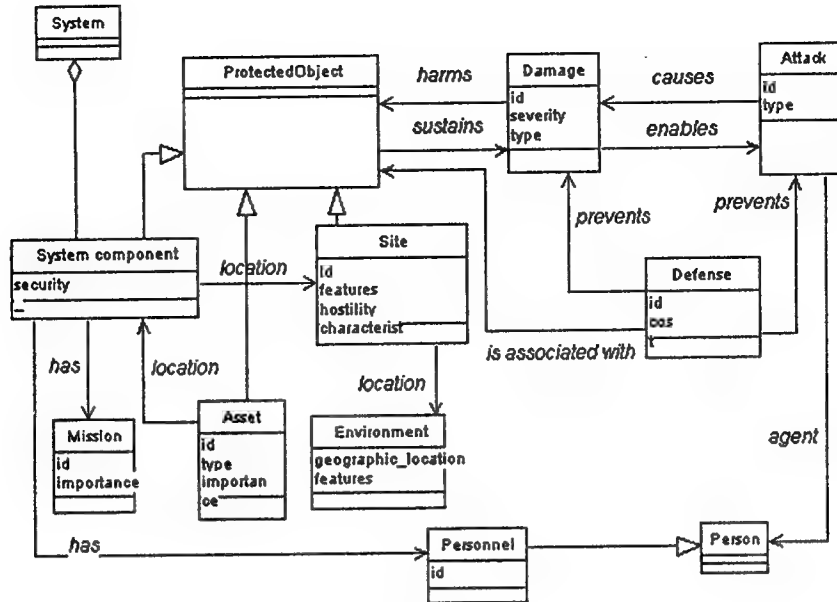 System
ProtectedObject
harms
sustains
Damage
id
severity
type
causes
enables
Attack
id
type
prevents
prevents
System component
security
location
Site
id
features
hostility
characterist
Defense
id
cos
t
is associated with
has
location
location
agent
Mission
id
importance
Asset
id
type
importan
ce
Environment
geographic_location
features
has
Personnel
id
Person